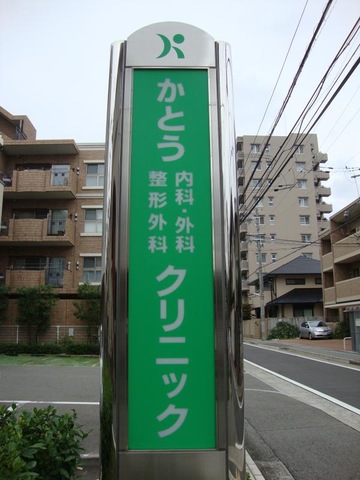 かとう
内科・外科
整形外科
クリニック